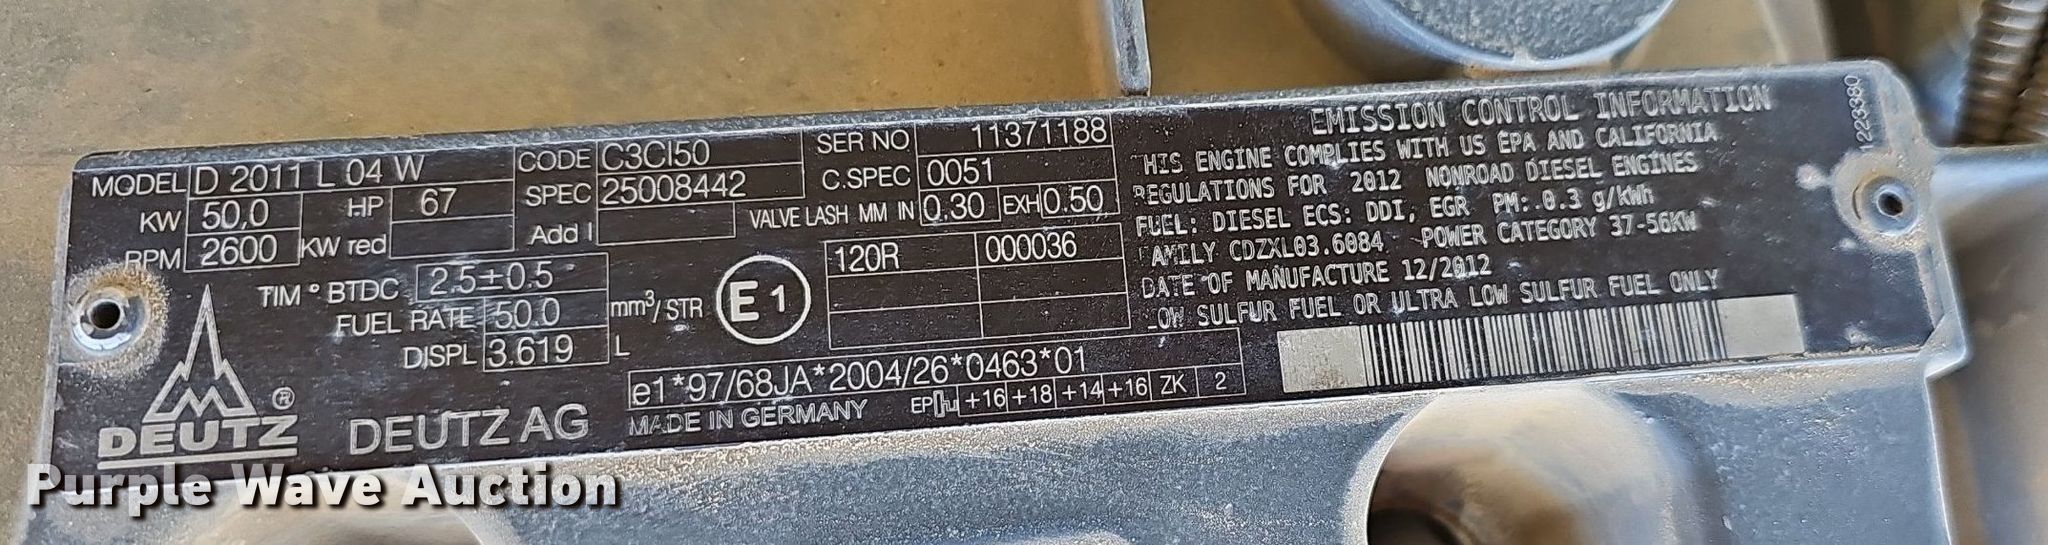 MODEL D 2011 L 04 W CODE C3CI50 SER NO 11371188
KW 50,0 HP 67 SPEC 25008442 C.SPEC 0051
RPM 2600 KW red Add I VALVE LASH MM IN 0.30 EXH 0.50
TIM ° BTDC 2.5±0.5 120R 000036
FUEL RATE 50.0 mm³/STR E1
DISPL 3.619 L
e1*97/68JA*2004/26*0463*01
MADE IN GERMANY EP +16 +18 +14 +16 ZK 2
DEUTZ ® DEUTZ AG
EMISSION CONTROL INFORMATION
THIS ENGINE COMPLIES WITH US EPA AND CALIFORNIA
REGULATIONS FOR 2012 NONROAD DIESEL ENGINES
FUEL: DIESEL ECS: DDI, EGR PM: 0.3 g/kWh
FAMILY CDZXL03.6084 POWER CATEGORY 37-56KW
DATE OF MANUFACTURE 12/2012
LOW SULFUR FUEL OR ULTRA LOW SULFUR FUEL ONLY
1223380
Purple Wave Auction